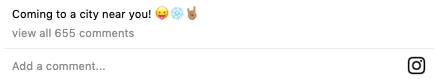 Coming to a city near you! 😛🪩🤘🏽
view all 655 comments
Add a comment...